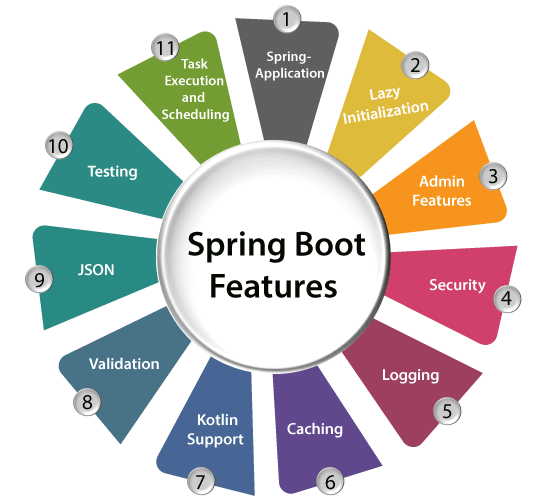 Spring Boot
Features
1
Spring-
Application
2
Lazy
Initialization
3
Admin
Features
4
Security
5
Logging
6
Caching
7
Kotlin
Support
8
Validation
9
JSON
10
Testing
11
Task
Execution
and
Scheduling